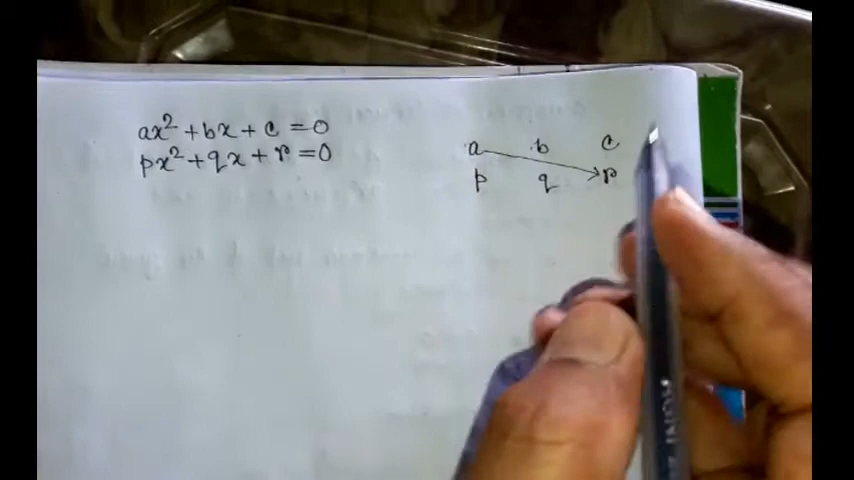 ax² + bx + c = 0
px² + qx + r = 0
a b c
p q r